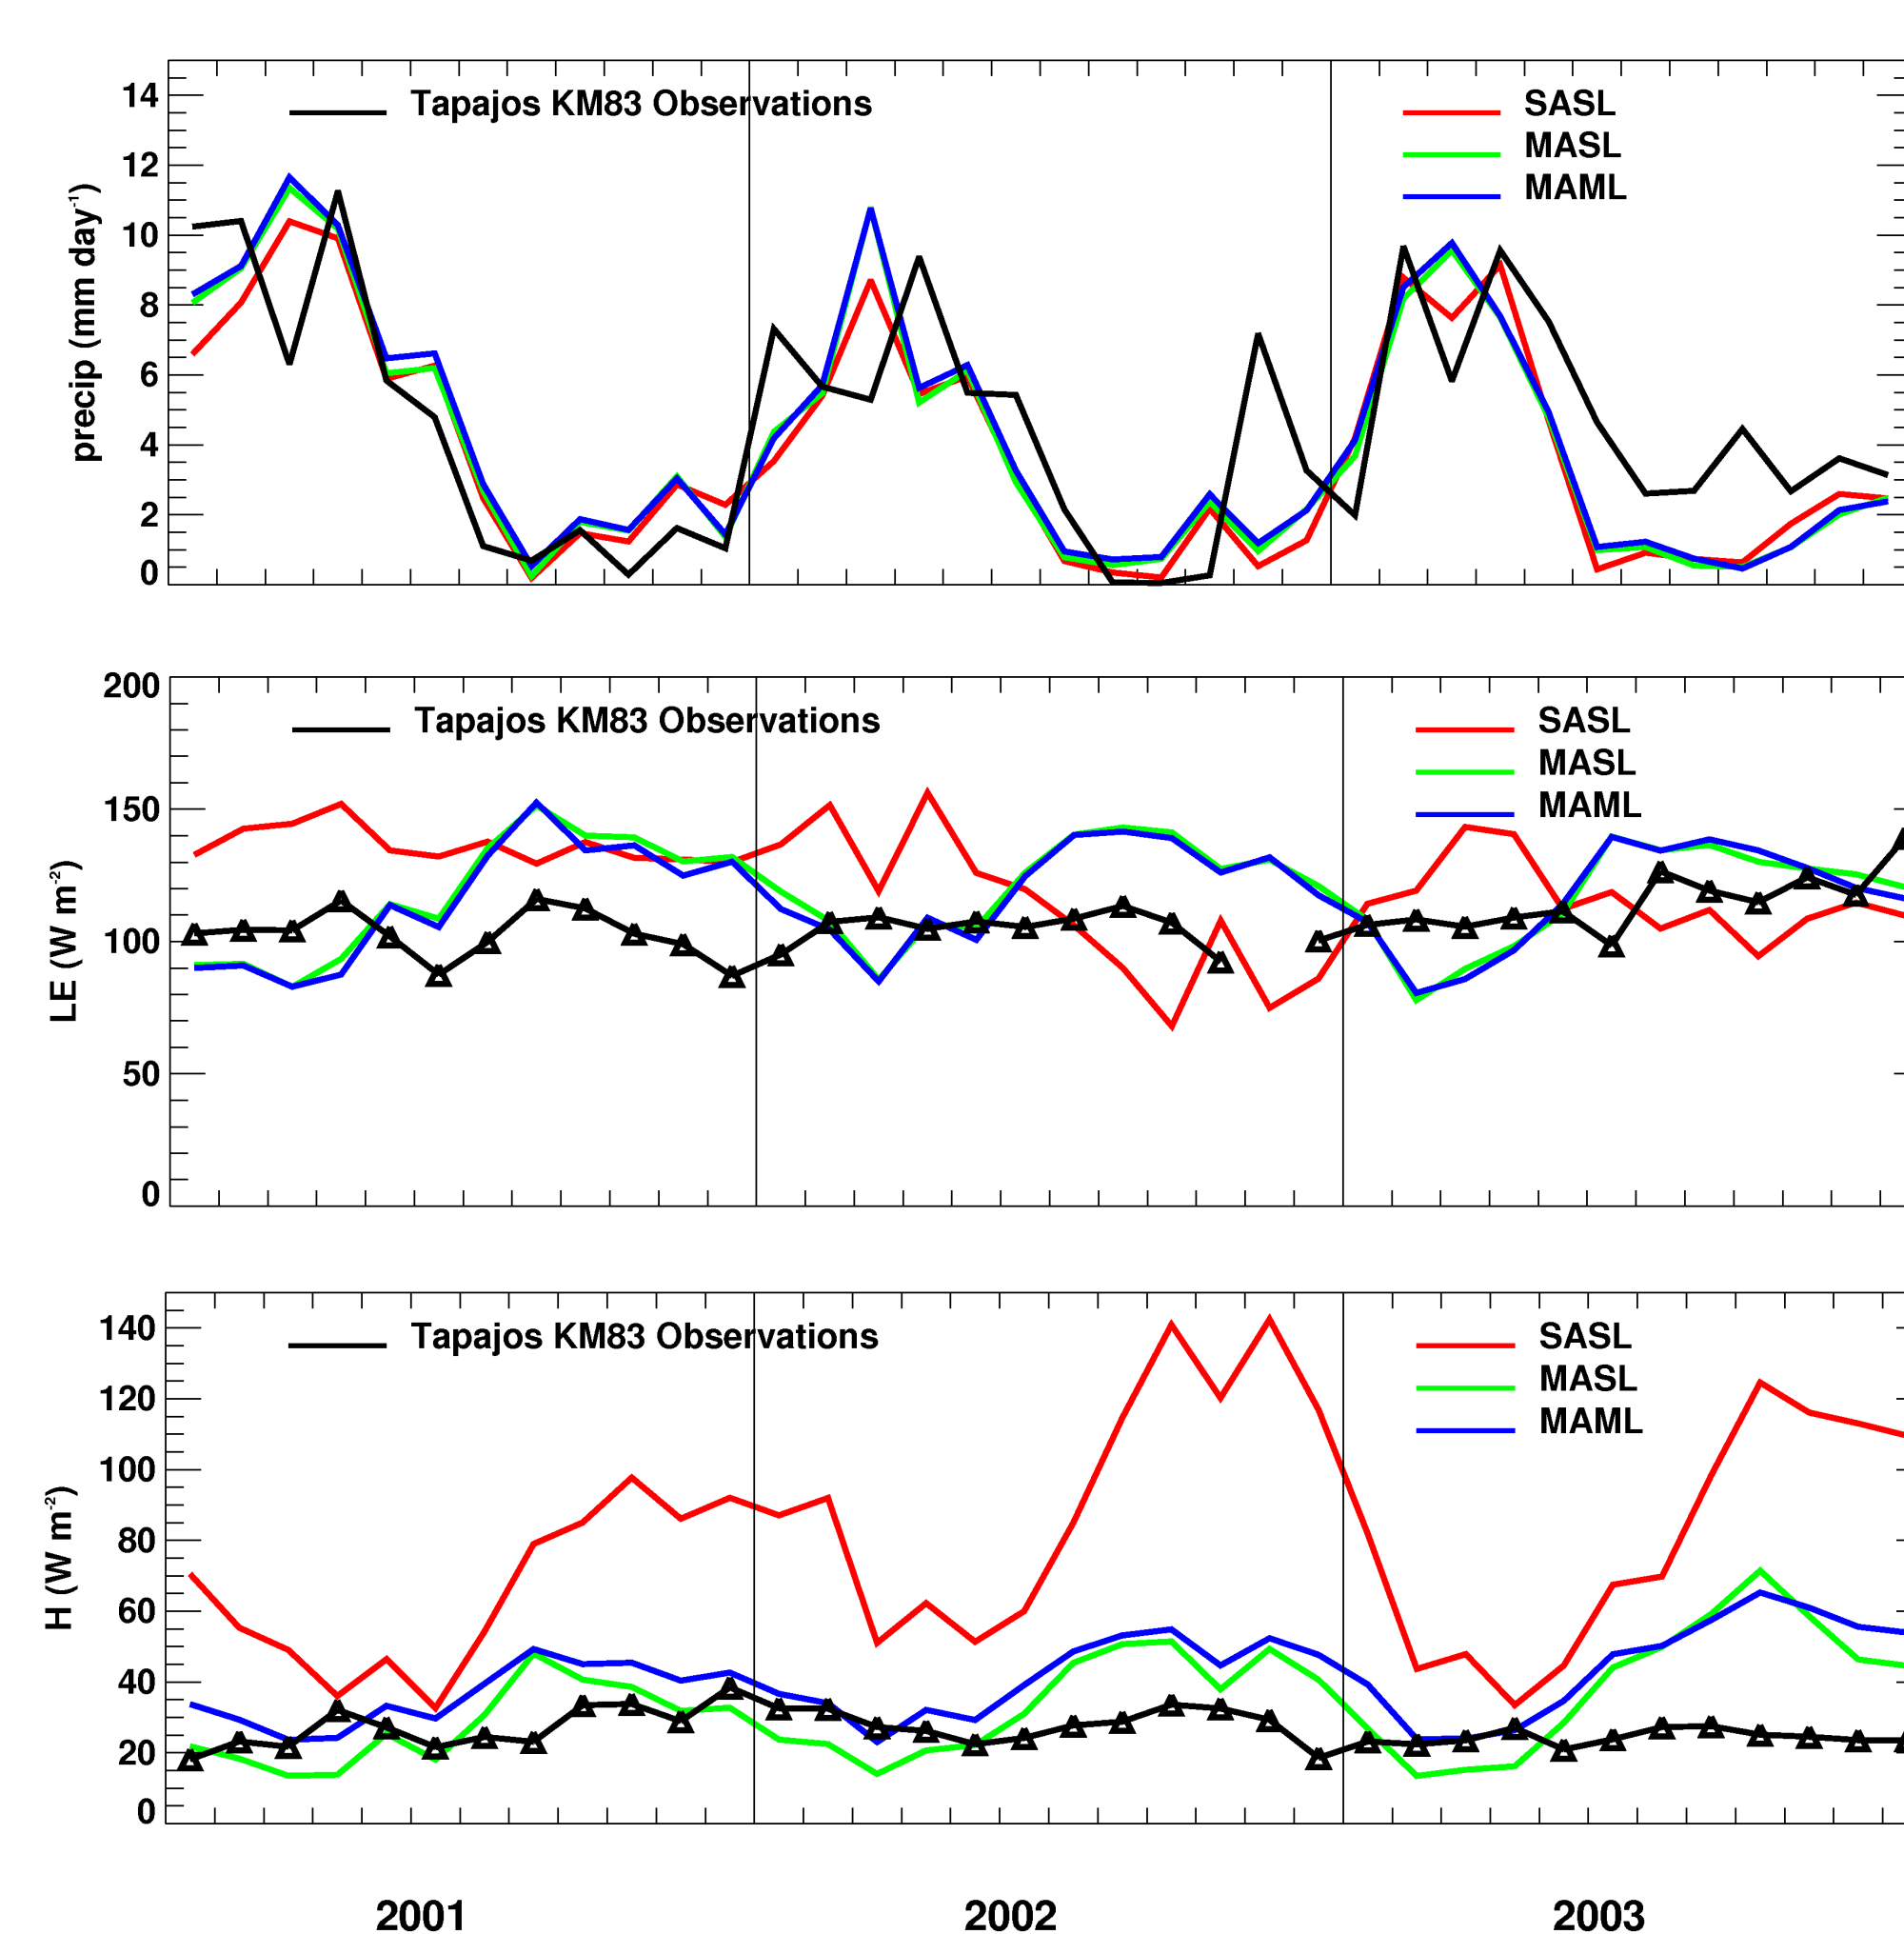 14
12
10
8
6
4
2
0
precip (mm day-1)
Tapajos KM83 Observations
SASL
MASL
MAML
200
150
100
50
0
LE (W m-2)
Tapajos KM83 Observations
SASL
MASL
MAML
140
120
100
80
60
40
20
0
H (W m-2)
Tapajos KM83 Observations
SASL
MASL
MAML
2001 2002 2003